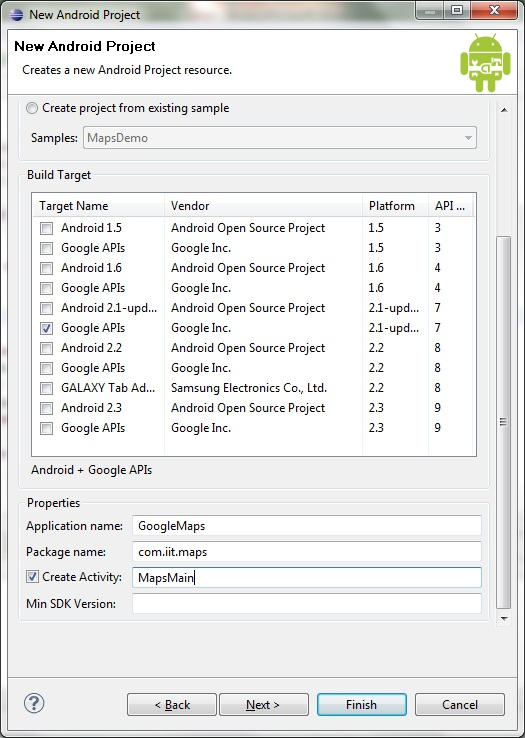 New Android Project
New Android Project
Creates a new Android Project resource.
Create project from existing sample
Samples: MapsDemo
Build Target
Target Name Vendor Platform API ...
Android 1.5 Android Open Source Project 1.5 3
Google APIs Google Inc. 1.5 3
Android 1.6 Android Open Source Project 1.6 4
Google APIs Google Inc. 1.6 4
Android 2.1-upd... Android Open Source Project 2.1-upd... 7
Google APIs Google Inc. 2.1-upd... 7
Android 2.2 Android Open Source Project 2.2 8
Google APIs Google Inc. 2.2 8
GALAXY Tab Ad... Samsung Electronics Co., Ltd. 2.2 8
Android 2.3 Android Open Source Project 2.3 9
Google APIs Google Inc. 2.3 9
Android + Google APIs
Properties
Application name: GoogleMaps
Package name: com.iit.maps
Create Activity: MapsMain
Min SDK Version:
? < Back Next > Finish Cancel